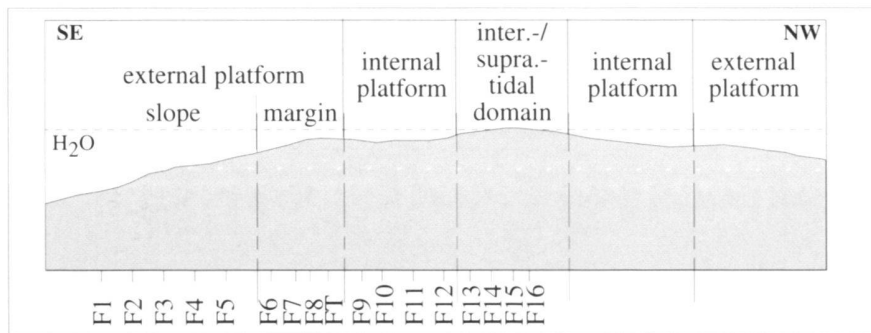 SE
NW
external platform
slope
margin
internal
platform
inter.-/
supra.-
tidal
domain
internal
platform
external
platform
H2O
F1
F2
F3
F4
F5
F6
F7
F8
FT
F9
F10
F11
F12
F13
F14
F15
F16